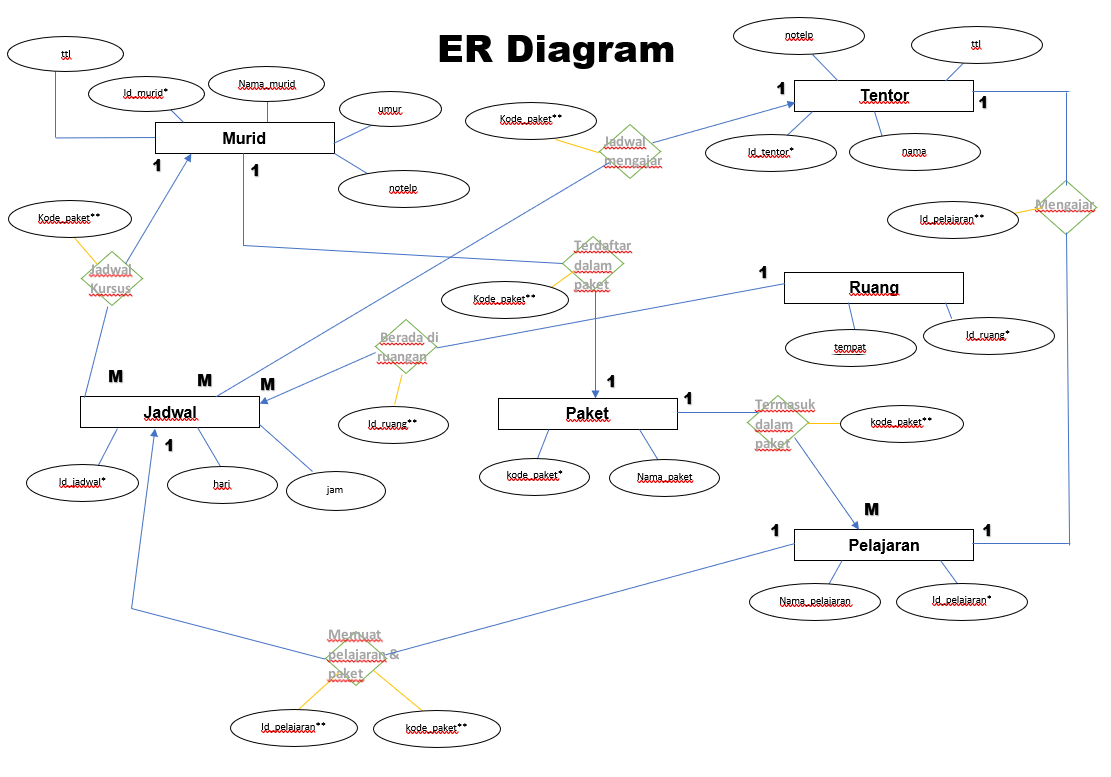 ER Diagram
notelp
ttl
ttl
Id_murid*
Nama_murid
umur
Murid
notelp
1
1
Kode_paket**
Jadwal
mengajar
1
Tentor
1
Id_tentor*
nama
Id_pelajaran**
Mengajar
Kode_paket**
Jadwal
Kursus
Terdaftar
dalam
paket
Kode_paket**
1
Ruang
tempat
Id_ruang*
Berada di
ruangan
Id_ruang**
M
M
M
Jadwal
1
Id_jadwal*
hari
jam
1
Paket
1
kode_paket*
Nama_paket
Termasuk
dalam
paket
kode_paket**
M
1
Pelajaran
1
Nama_pelajaran
Id_pelajaran*
Memuat
pelajaran &
paket
Id_pelajaran**
kode_paket**